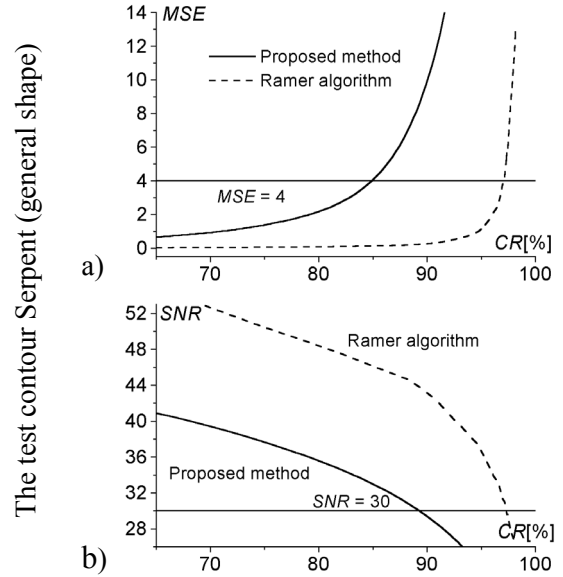 The test contour Serpent (general shape)
14
MSE
12
Proposed method
10
Ramer algorithm
8
6
4
MSE = 4
2
0
CR[%]
a)
70
80
90
100
52
SNR
48
Ramer algorithm
44
40
36
Proposed method
32
SNR = 30
28
CR[%]
b)
70
80
90
100